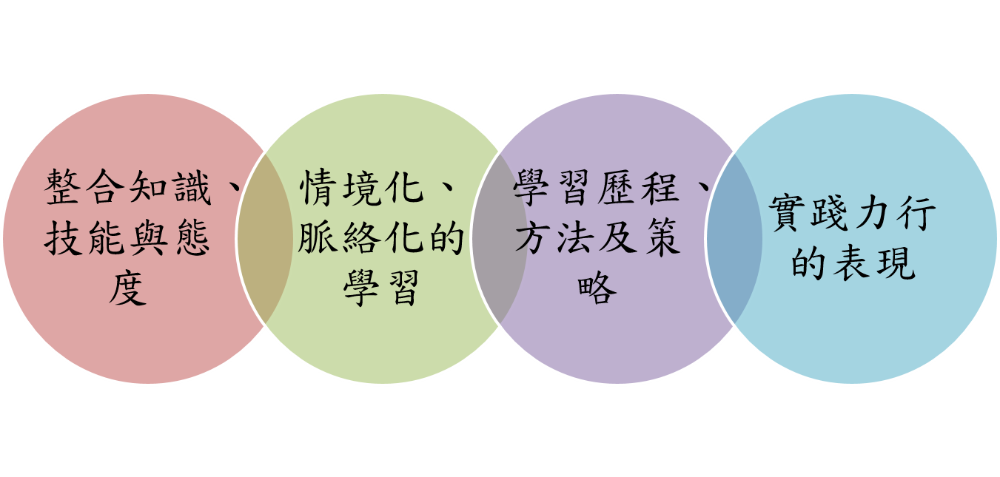 整合知識、
技能與態
度
情境化、
脈絡化的
學習
學習歷程、
方法及策
略
實踐力行
的表現